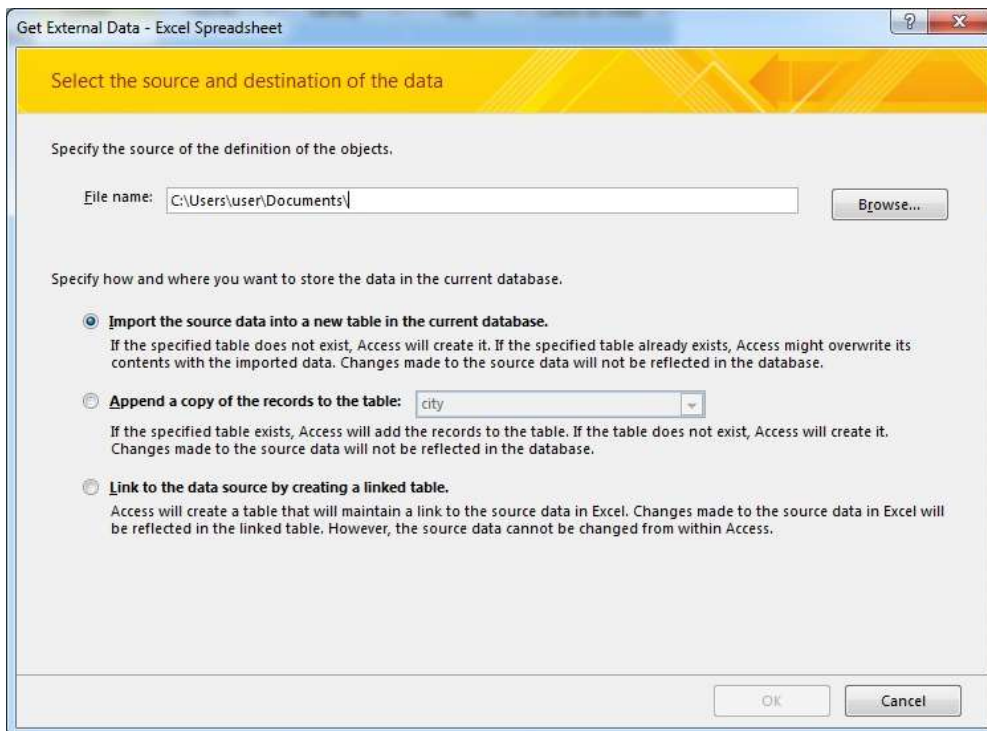 Get External Data - Excel Spreadsheet
Select the source and destination of the data
Specify the source of the definition of the objects.
File name: C:\Users\user\Documents\ Browse...
Specify how and where you want to store the data in the current database.
Import the source data into a new table in the current database.
If the specified table does not exist, Access will create it. If the specified table already exists, Access might overwrite its
contents with the imported data. Changes made to the source data will not be reflected in the database.
Append a copy of the records to the table: city
If the specified table exists, Access will add the records to the table. If the table does not exist, Access will create it.
Changes made to the source data will not be reflected in the database.
Link to the data source by creating a linked table.
Access will create a table that will maintain a link to the source data in Excel. Changes made to the source data in Excel will
be reflected in the linked table. However, the source data cannot be changed from within Access.
OK Cancel